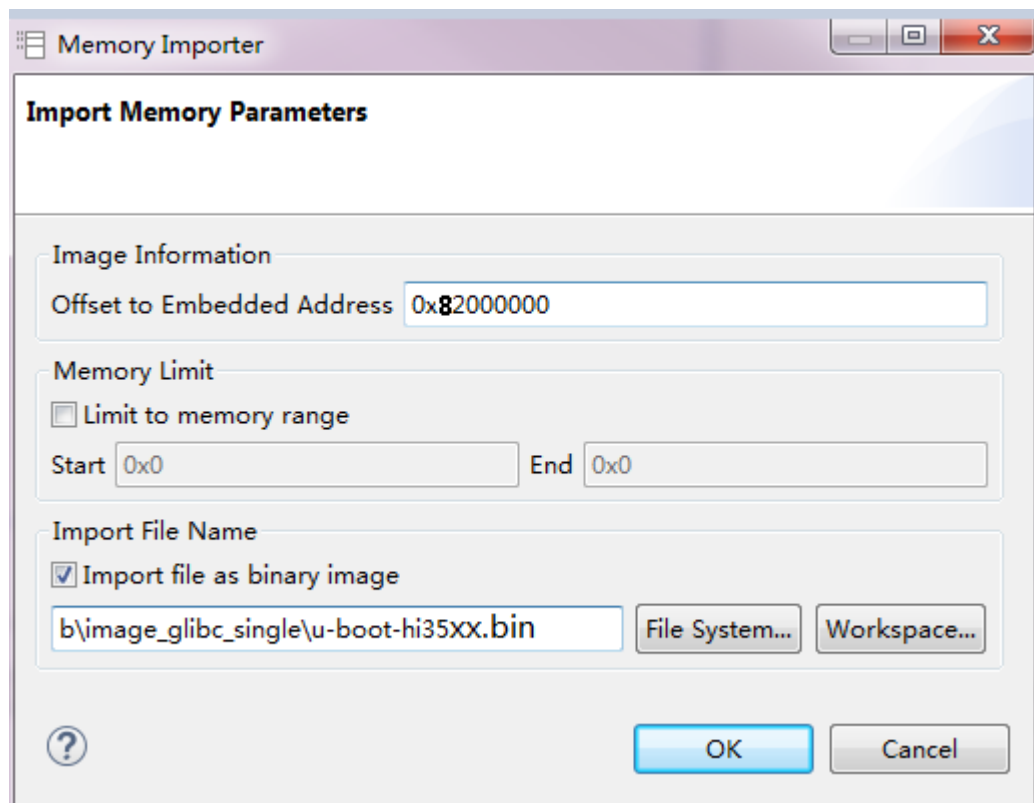 Memory Importer
Import Memory Parameters
Image Information
Offset to Embedded Address 0x82000000
Memory Limit
Limit to memory range
Start 0x0 End 0x0
Import File Name
Import file as binary image
b\image_glibc_single\u-boot-hi35xx.bin File System... Workspace...
? OK Cancel